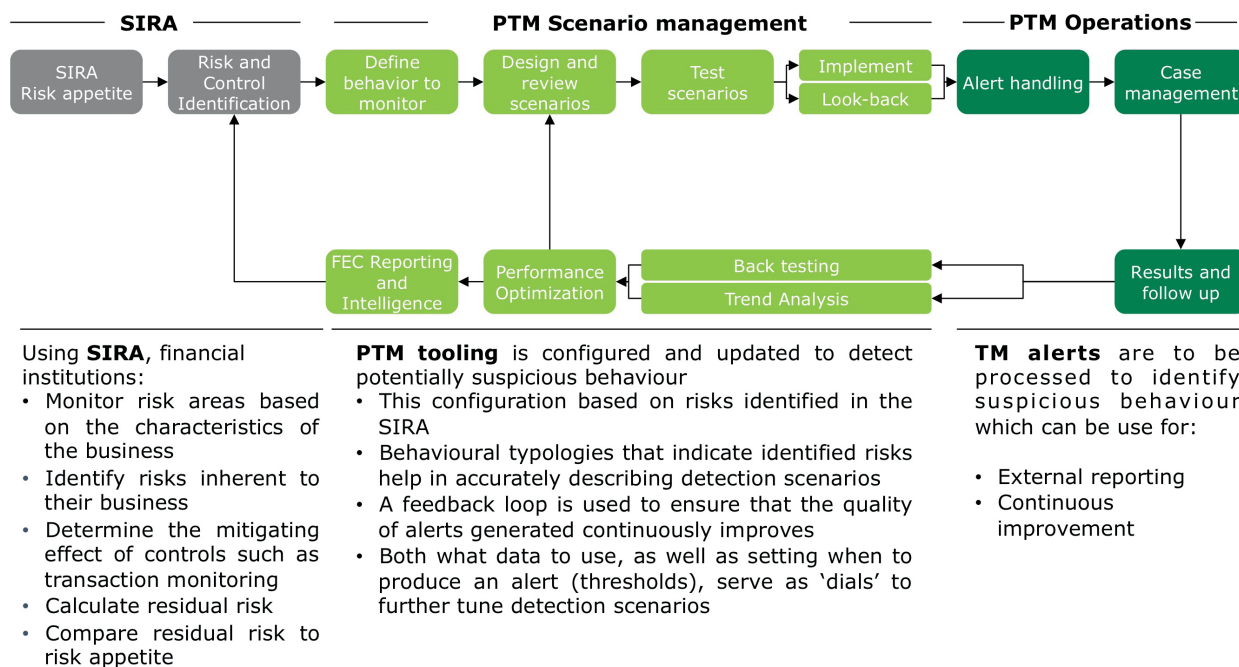 SIRA
PTM Scenario management
PTM Operations
SIRA
Risk appetite
Risk and
Control
Identification
Define
behavior to
monitor
Design and
review
scenarios
Test
scenarios
Implement
Look-back
Alert handling
Case
management
FEC Reporting
and
Intelligence
Performance
Optimization
Back testing
Trend Analysis
Results and
follow up
Using SIRA, financial
institutions:
• Monitor risk areas based
on the characteristics of
the business
• Identify risks inherent to
their business
• Determine the mitigating
effect of controls such as
transaction monitoring
• Calculate residual risk
• Compare residual risk to
risk appetite
PTM tooling is configured and updated to detect
potentially suspicious behaviour
• This configuration based on risks identified in the
SIRA
• Behavioural typologies that indicate identified risks
help in accurately describing detection scenarios
• A feedback loop is used to ensure that the quality
of alerts generated continuously improves
• Both what data to use, as well as setting when to
produce an alert (thresholds), serve as ‘dials’ to
further tune detection scenarios
TM alerts are to be
processed to identify
suspicious behaviour
which can be use for:
• External reporting
• Continuous
improvement